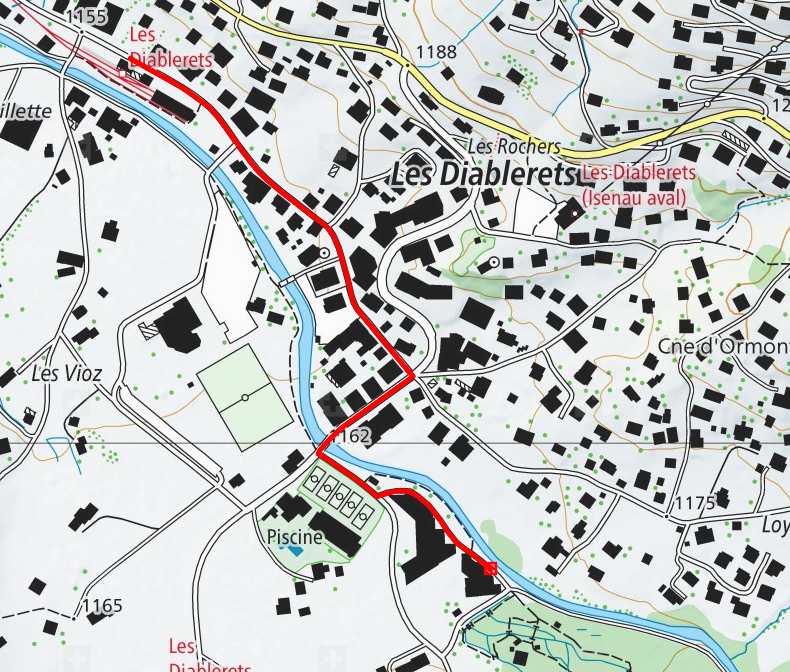 1155
Les
Diablerets
1188
illette
12
Les Rochers
Les Diablerets
Les Diablerets
(Isenau aval)
Cne d'Ormont
Les Vioz
1162
1175
Loy
Piscine
1165
Les
Diablerets